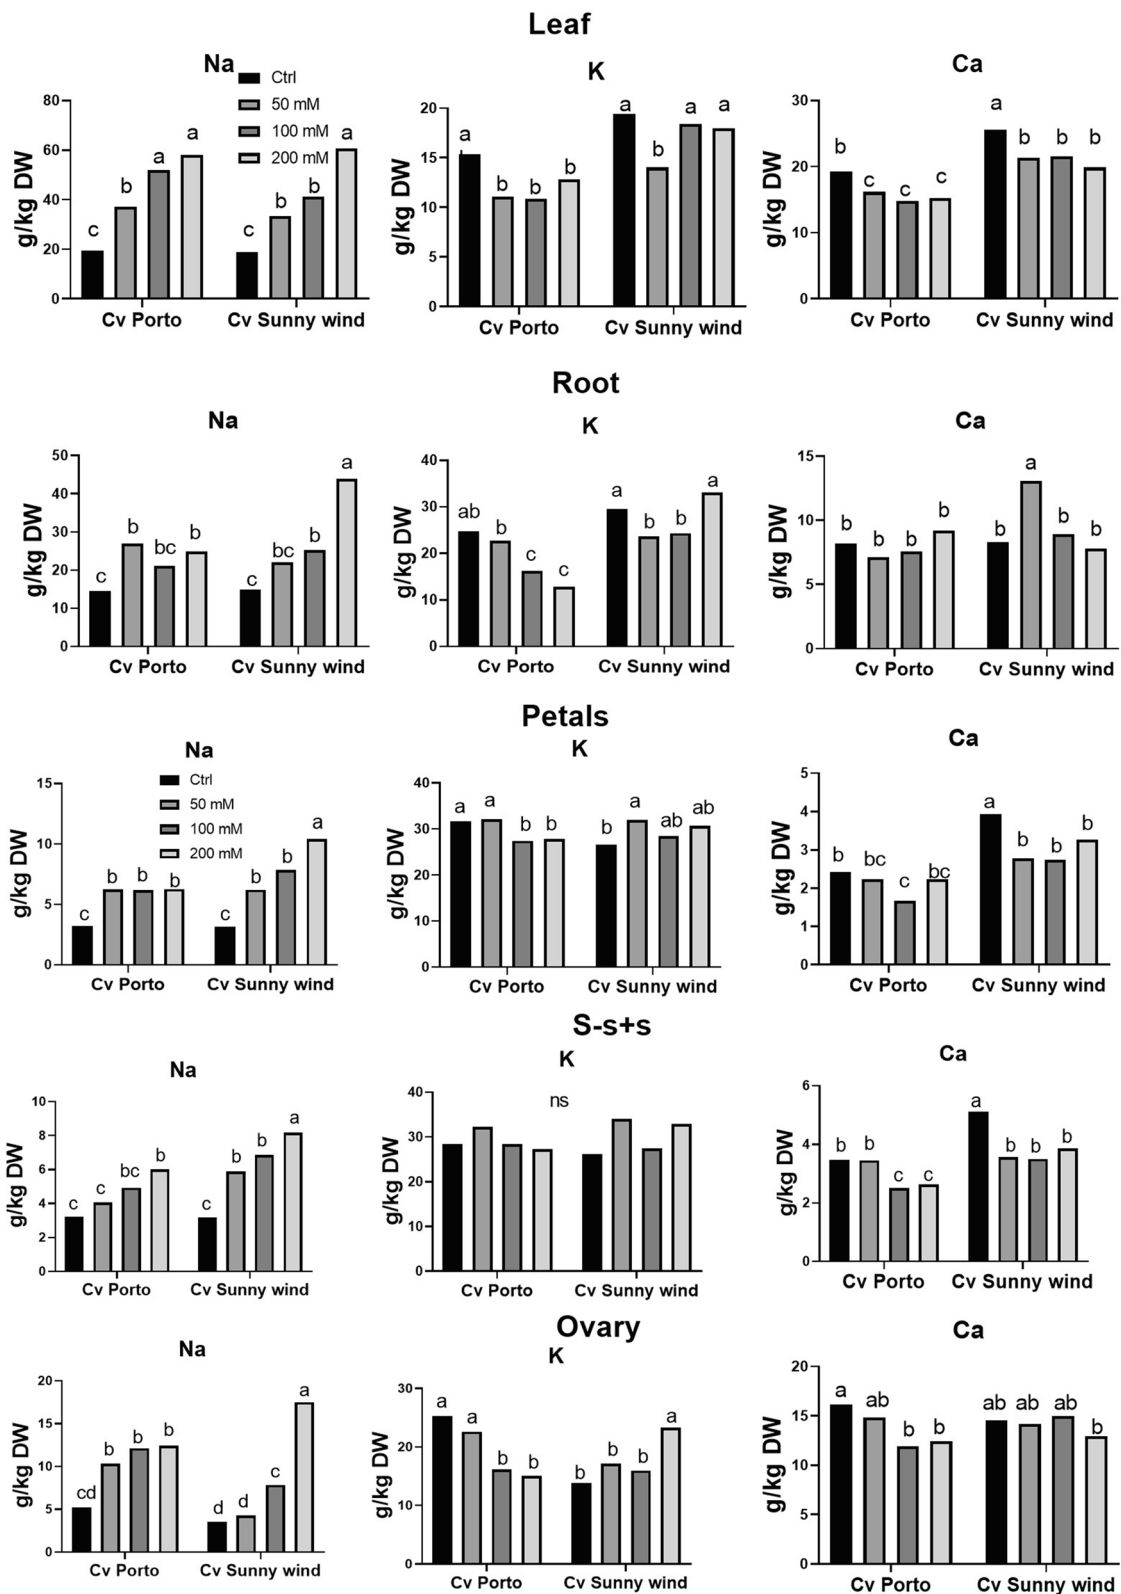 Leaf
Na
K
Ca
Ctrl
50 mM
100 mM
200 mM
g/kg DW
80
60
40
20
0
c
b
a
a
c
b
b
a
Cv Porto
Cv Sunny wind
g/kg DW
20
15
10
5
0
a
b
b
b
a
b
a
a
Cv Porto
Cv Sunny wind
g/kg DW
30
20
10
0
b
c
c
c
a
b
b
b
Cv Porto
Cv Sunny wind
Root
Na
K
Ca
g/kg DW
50
40
30
20
10
0
c
b
bc
b
c
bc
b
a
Cv Porto
Cv Sunny wind
g/kg DW
40
30
20
10
0
ab
b
c
c
a
b
b
a
Cv Porto
Cv Sunny wind
g/kg DW
15
10
5
0
b
b
b
b
b
a
b
b
Cv Porto
Cv Sunny wind
Petals
Na
K
Ca
Ctrl
50 mM
100 mM
200 mM
g/kg DW
15
10
5
0
c
b
b
b
c
b
b
a
Cv Porto
Cv Sunny wind
g/kg DW
40
30
20
10
0
a
a
b
b
b
a
ab
ab
Cv Porto
Cv Sunny wind
g/kg DW
5
4
3
2
1
0
b
bc
c
bc
a
b
b
b
Cv Porto
Cv Sunny wind
S-s+s
Na
K
Ca
g/kg DW
10
8
6
4
2
0
c
c
bc
b
c
b
b
a
Cv Porto
Cv Sunny wind
g/kg DW
40
30
20
10
0
ns
Cv Porto
Cv Sunny wind
g/kg DW
6
4
2
0
b
b
c
c
a
b
b
b
Cv Porto
Cv Sunny wind
Ovary
Na
K
Ca
g/kg DW
20
15
10
5
0
cd
b
b
b
d
d
c
a
Cv Porto
Cv Sunny wind
g/kg DW
30
20
10
0
a
a
b
b
b
b
b
a
Cv Porto
Cv Sunny wind
g/kg DW
20
15
10
5
0
a
ab
b
b
ab
ab
ab
b
Cv Porto
Cv Sunny wind